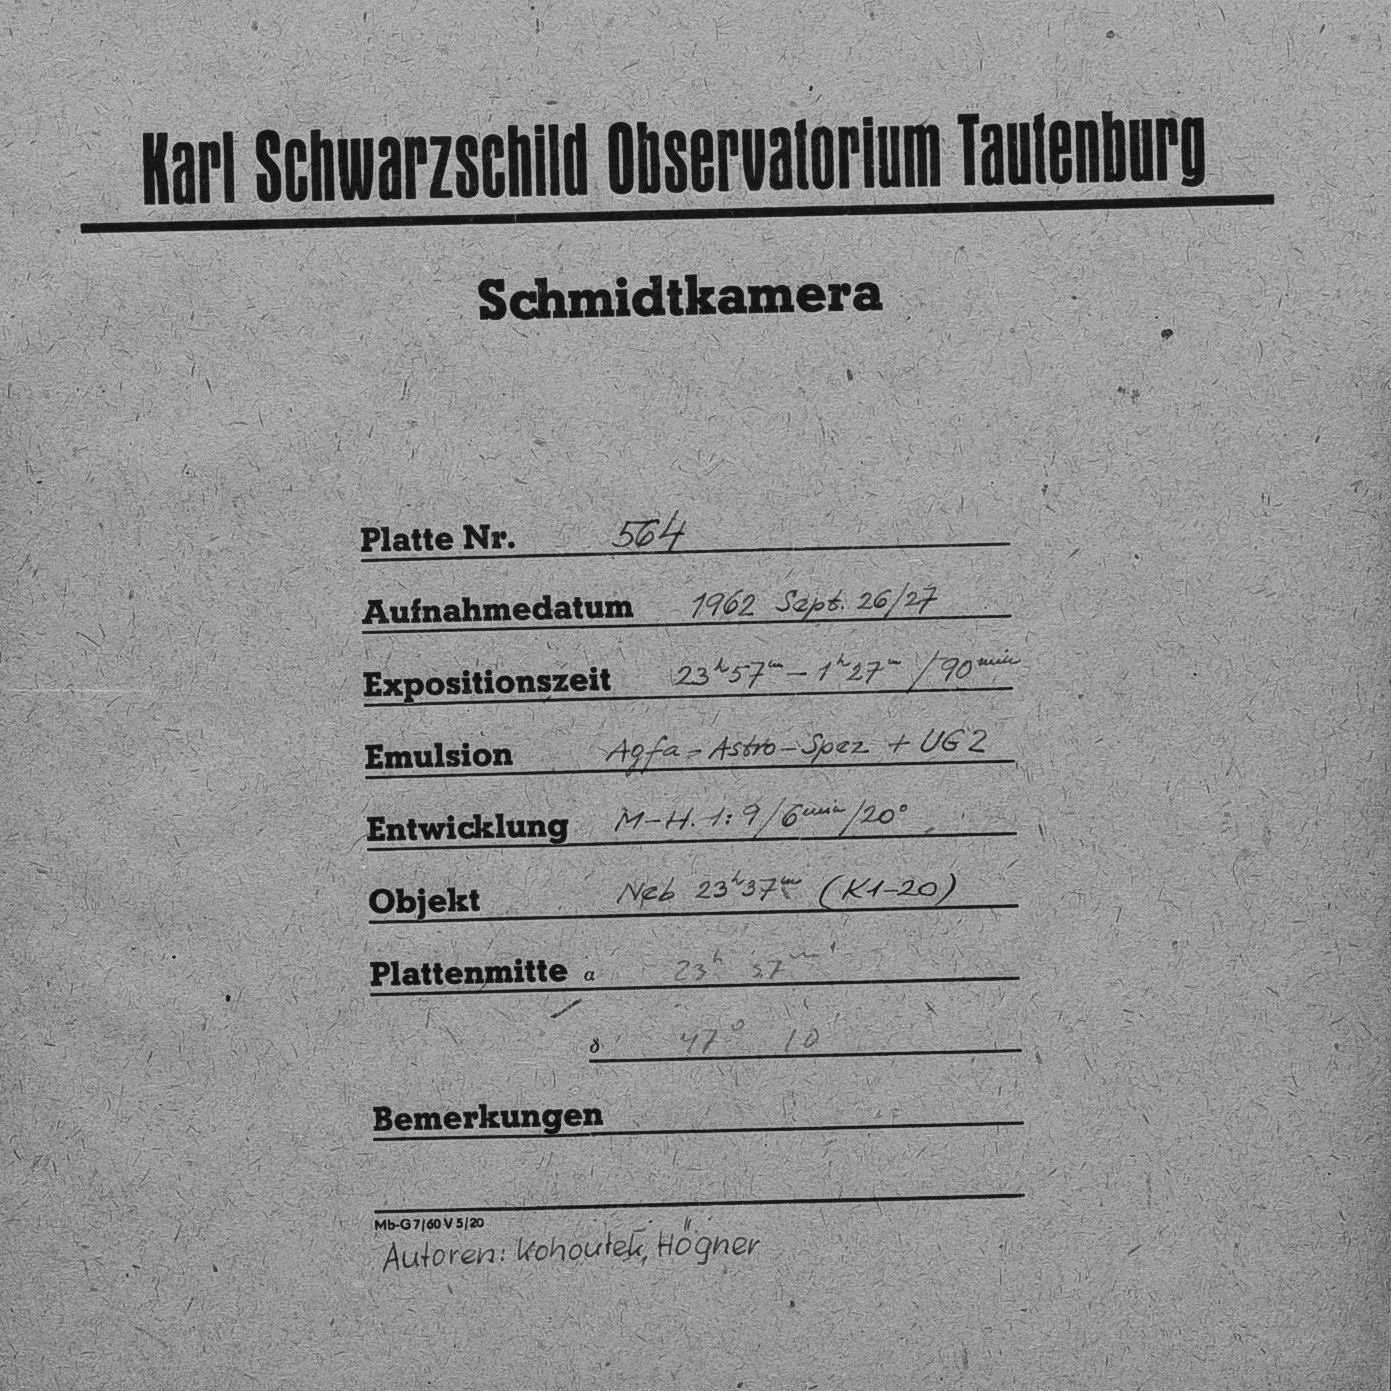 Karl Schwarzschild Observatorium Tautenburg
Schmidtkamera
Platte Nr. 564
Aufnahmedatum 1962 Sept. 26/27
Expositionszeit 23ʰ57ᵐ – 1ʰ27ᵐ /90ᵐⁱⁿ
Emulsion Agfa-Astro-Spez + UG2
Entwicklung M-H. 1:9/6ᵐⁱⁿ/20°
Objekt Neb 23ʰ37ᵐ (K1-20)
Plattenmitte α 23ʰ 37ᵐ
δ 47° 10'
Bemerkungen
Mb-G 7/60 V 5/20
Autoren: Kohoutek, Högner